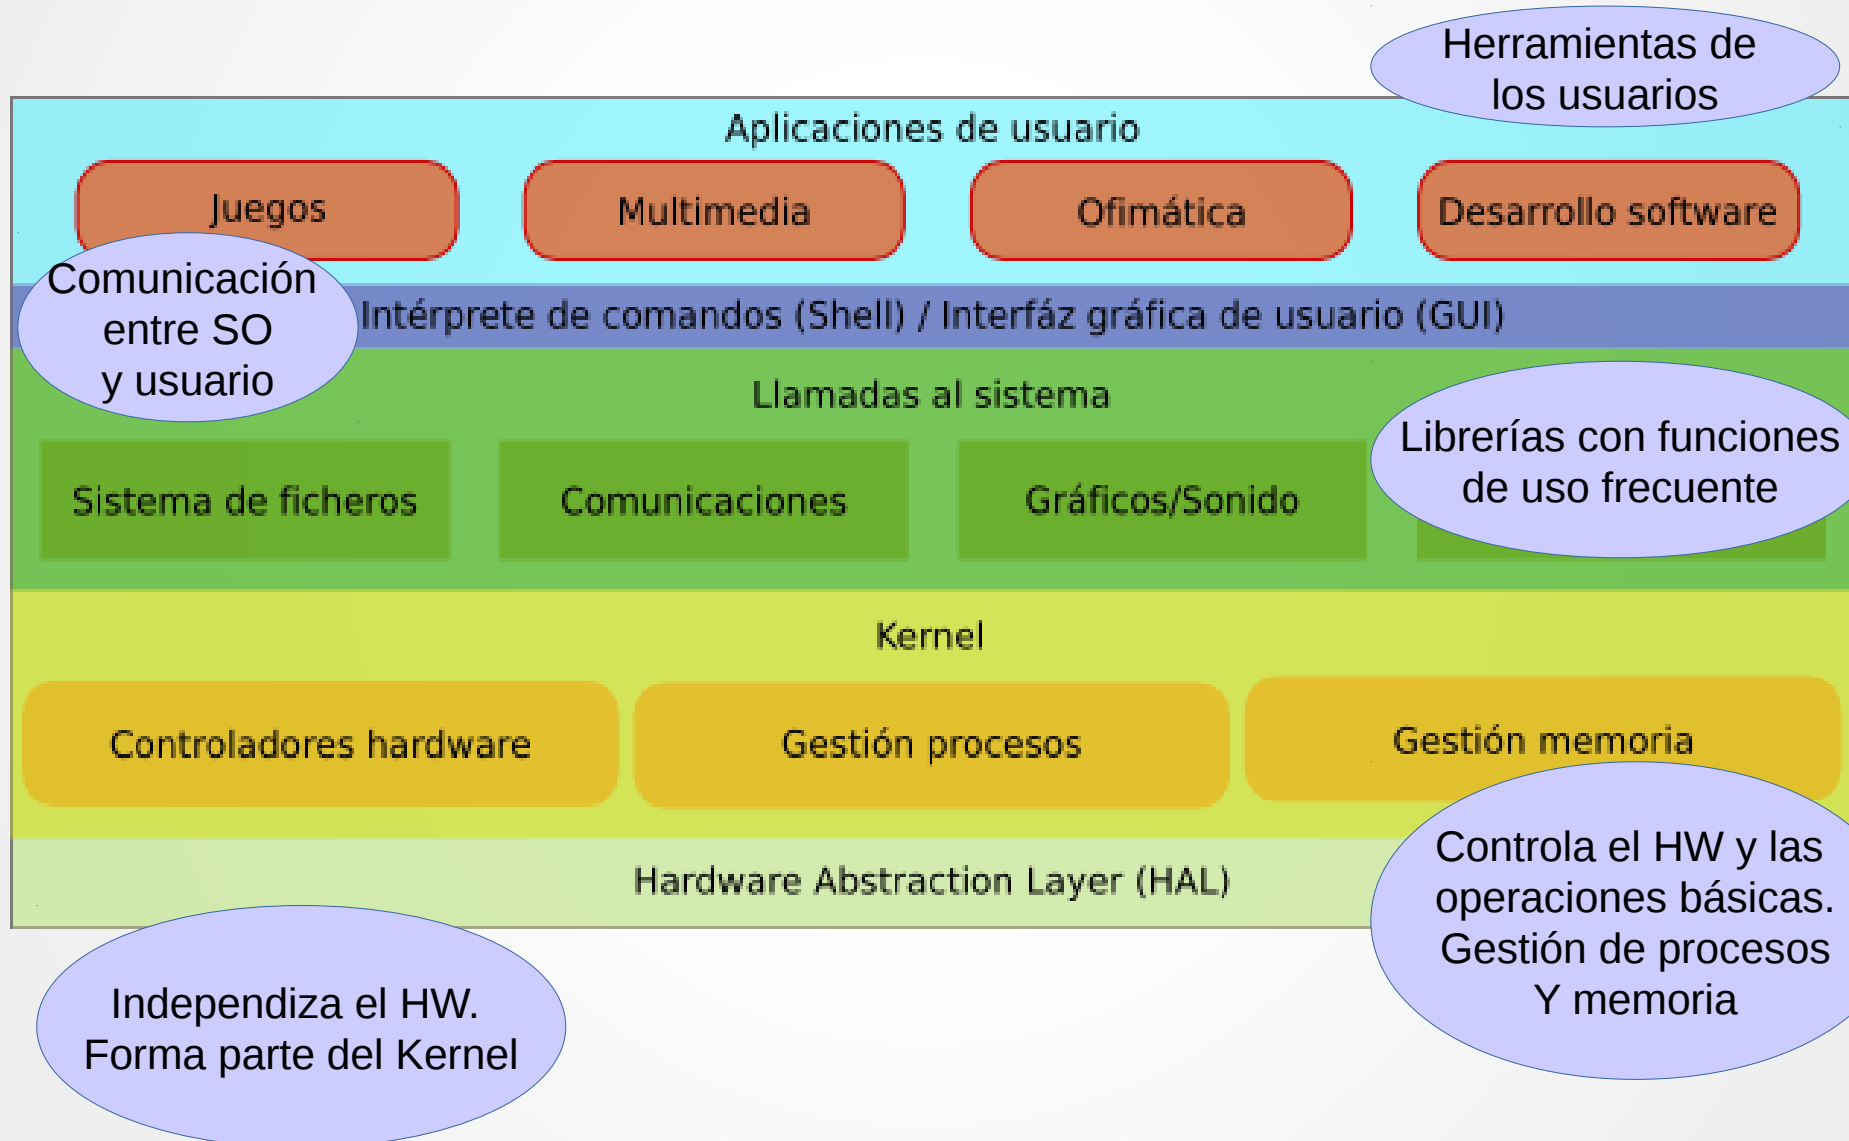 Herramientas de
los usuarios
Aplicaciones de usuario
Juegos
Multimedia
Ofimática
Desarrollo software
Comunicación
entre SO
y usuario
Intérprete de comandos (Shell) / Interfáz gráfica de usuario (GUI)
Llamadas al sistema
Librerías con funciones
de uso frecuente
Sistema de ficheros
Comunicaciones
Gráficos/Sonido
Kernel
Controladores hardware
Gestión procesos
Gestión memoria
Controla el HW y las
operaciones básicas.
Gestión de procesos
Y memoria
Hardware Abstraction Layer (HAL)
Independiza el HW.
Forma parte del Kernel